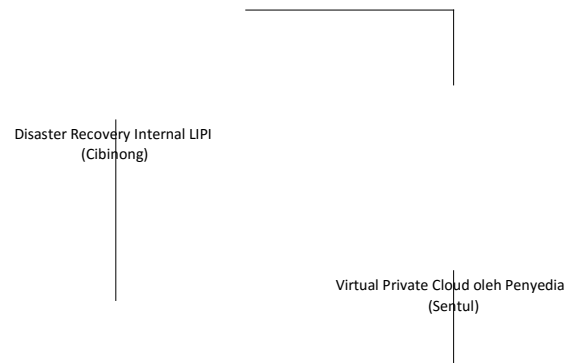 Disaster Recovery Internal LIPI
(Cibinong)
Virtual Private Cloud oleh Penyedia
(Sentul)